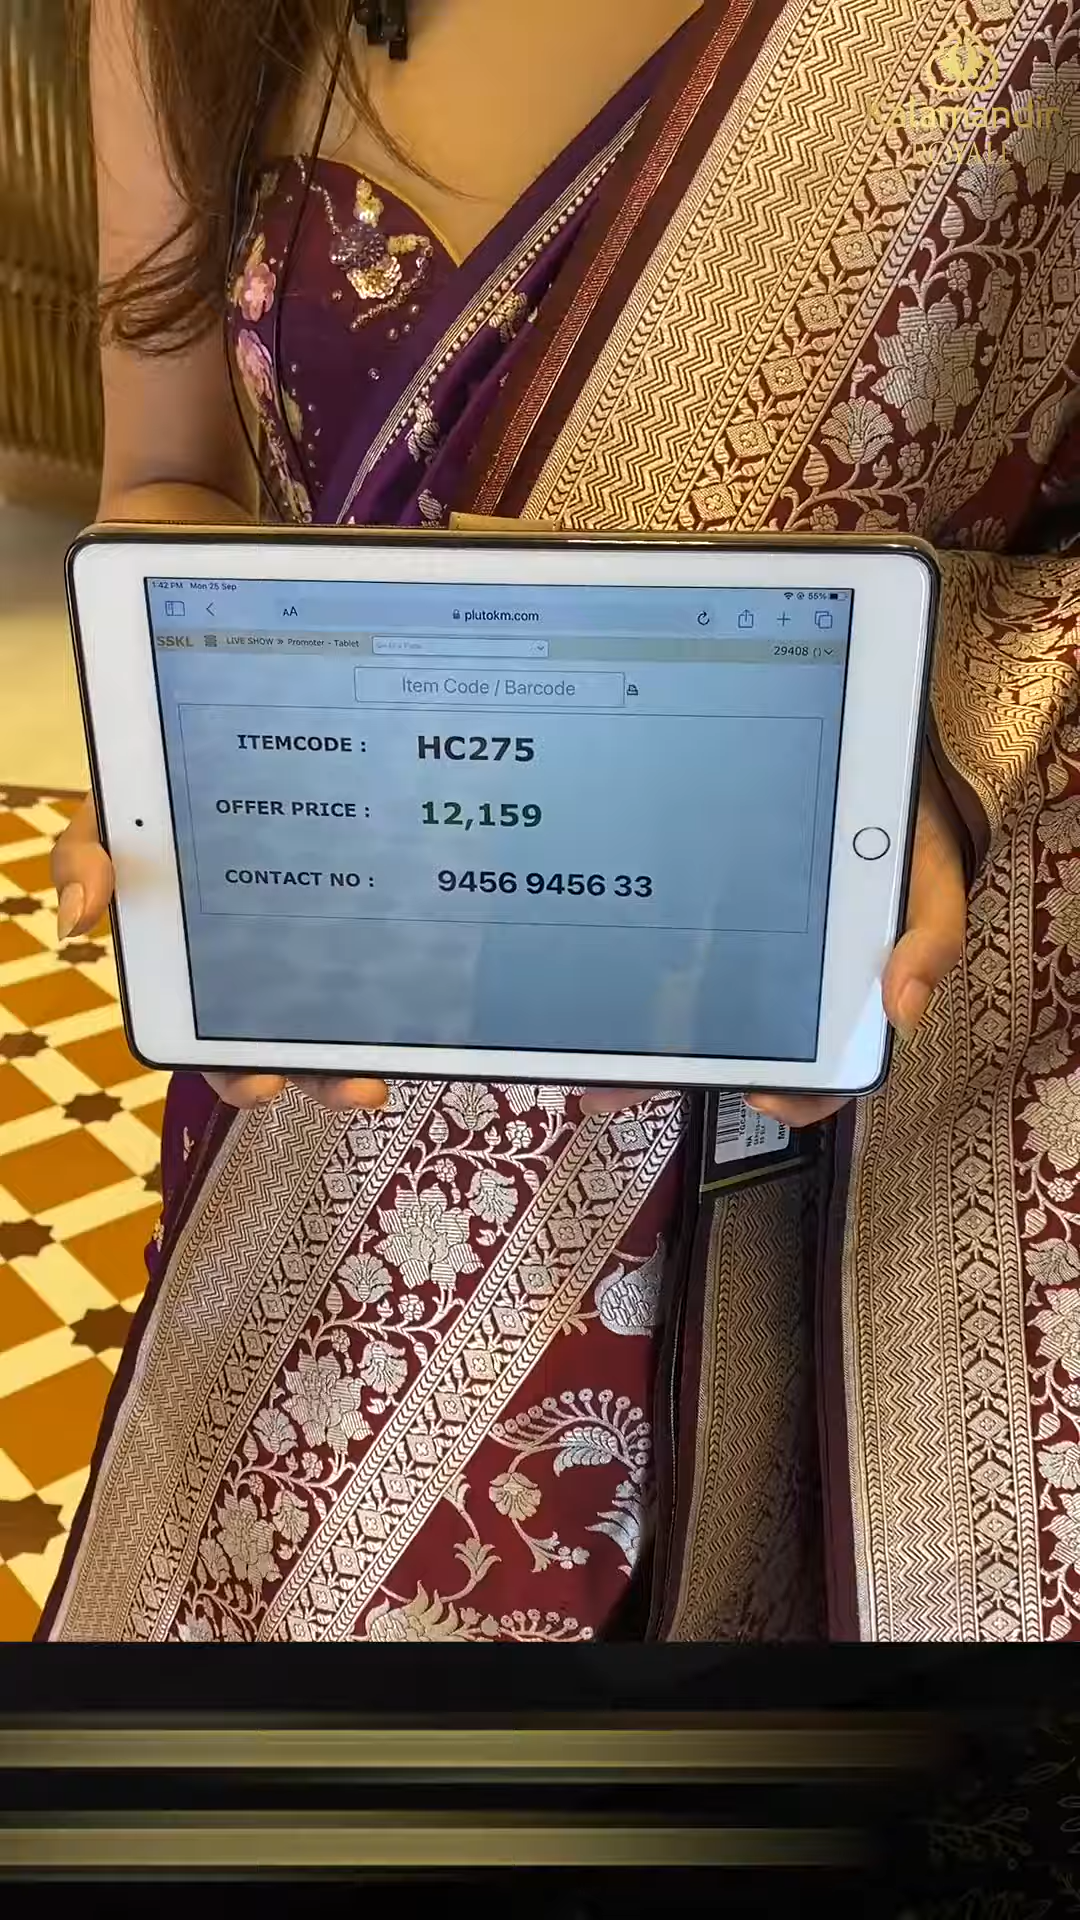 Kalamandir
ROYALE
1:42 PM Mon 25 Sep
55%
AA
plutokm.com
SSKL
LIVE SHOW » Promoter - Tablet
29408 ()
Item Code / Barcode
ITEMCODE : HC275
OFFER PRICE : 12,159
CONTACT NO : 9456 9456 33
NA